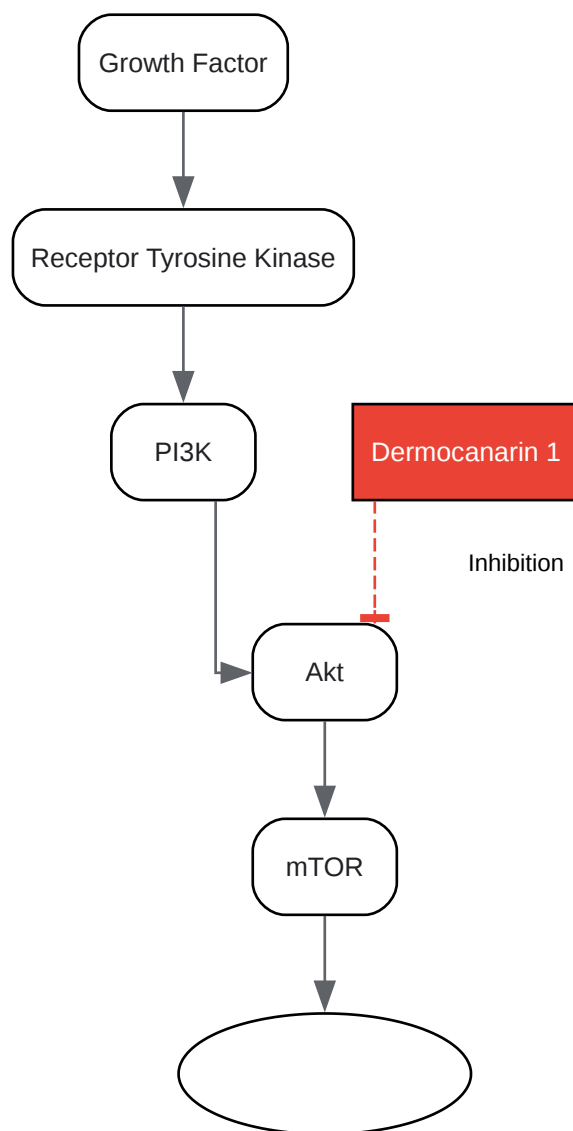 Growth Factor
Receptor Tyrosine Kinase
PI3K
Dermocanarin 1
Inhibition
Akt
mTOR